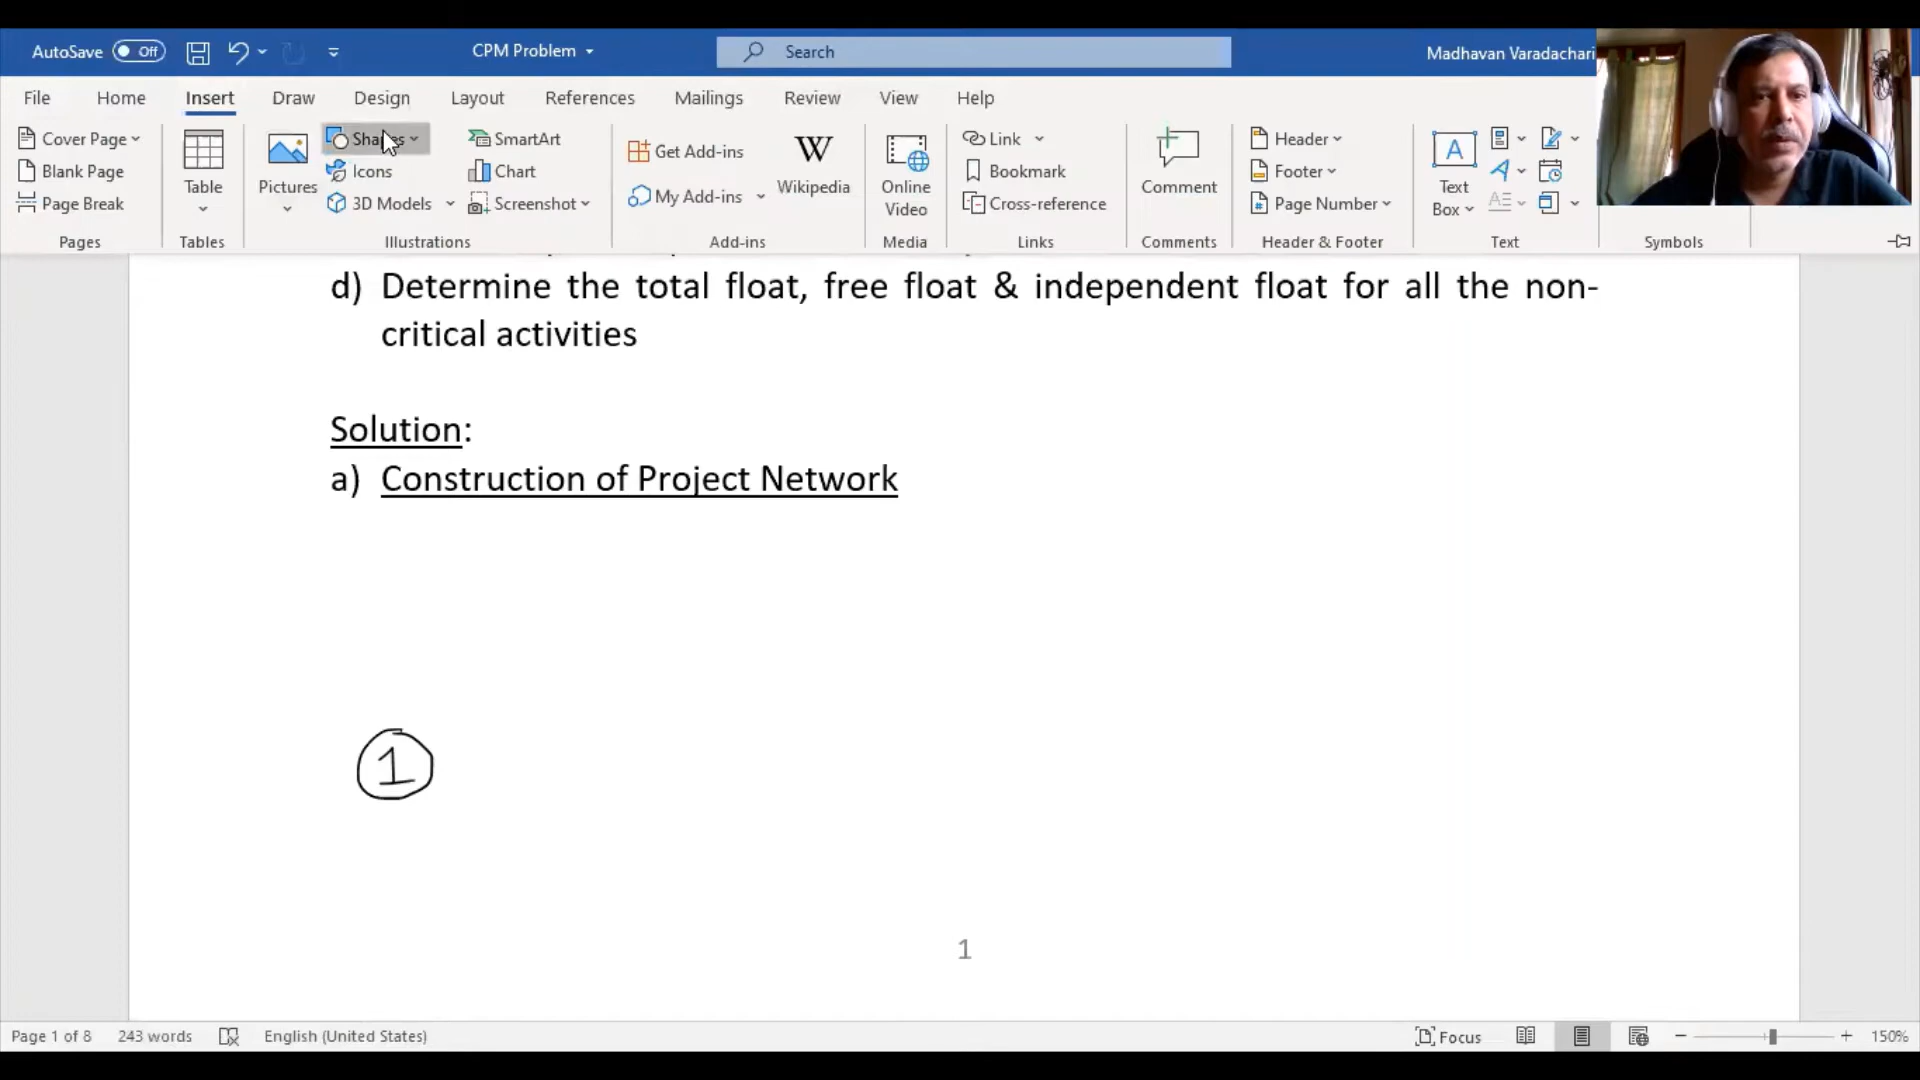 AutoSave Off CPM Problem Search Madhavan Varadachari
File Home Insert Draw Design Layout References Mailings Review View Help
Cover Page
Blank Page
Page Break
Pages
Table
Tables
Pictures
Shapes
Icons
3D Models
SmartArt
Chart
Screenshot
Illustrations
Get Add-ins
My Add-ins
W
Wikipedia
Add-ins
Online
Video
Media
Link
Bookmark
Cross-reference
Links
Comment
Comments
Header
Footer
Page Number
Header & Footer
A
Text
Box
Text
Symbols
d) Determine the total float, free float & independent float for all the non-
critical activities
Solution:
a) Construction of Project Network
1
1
Page 1 of 8 243 words English (United States) Focus 150%